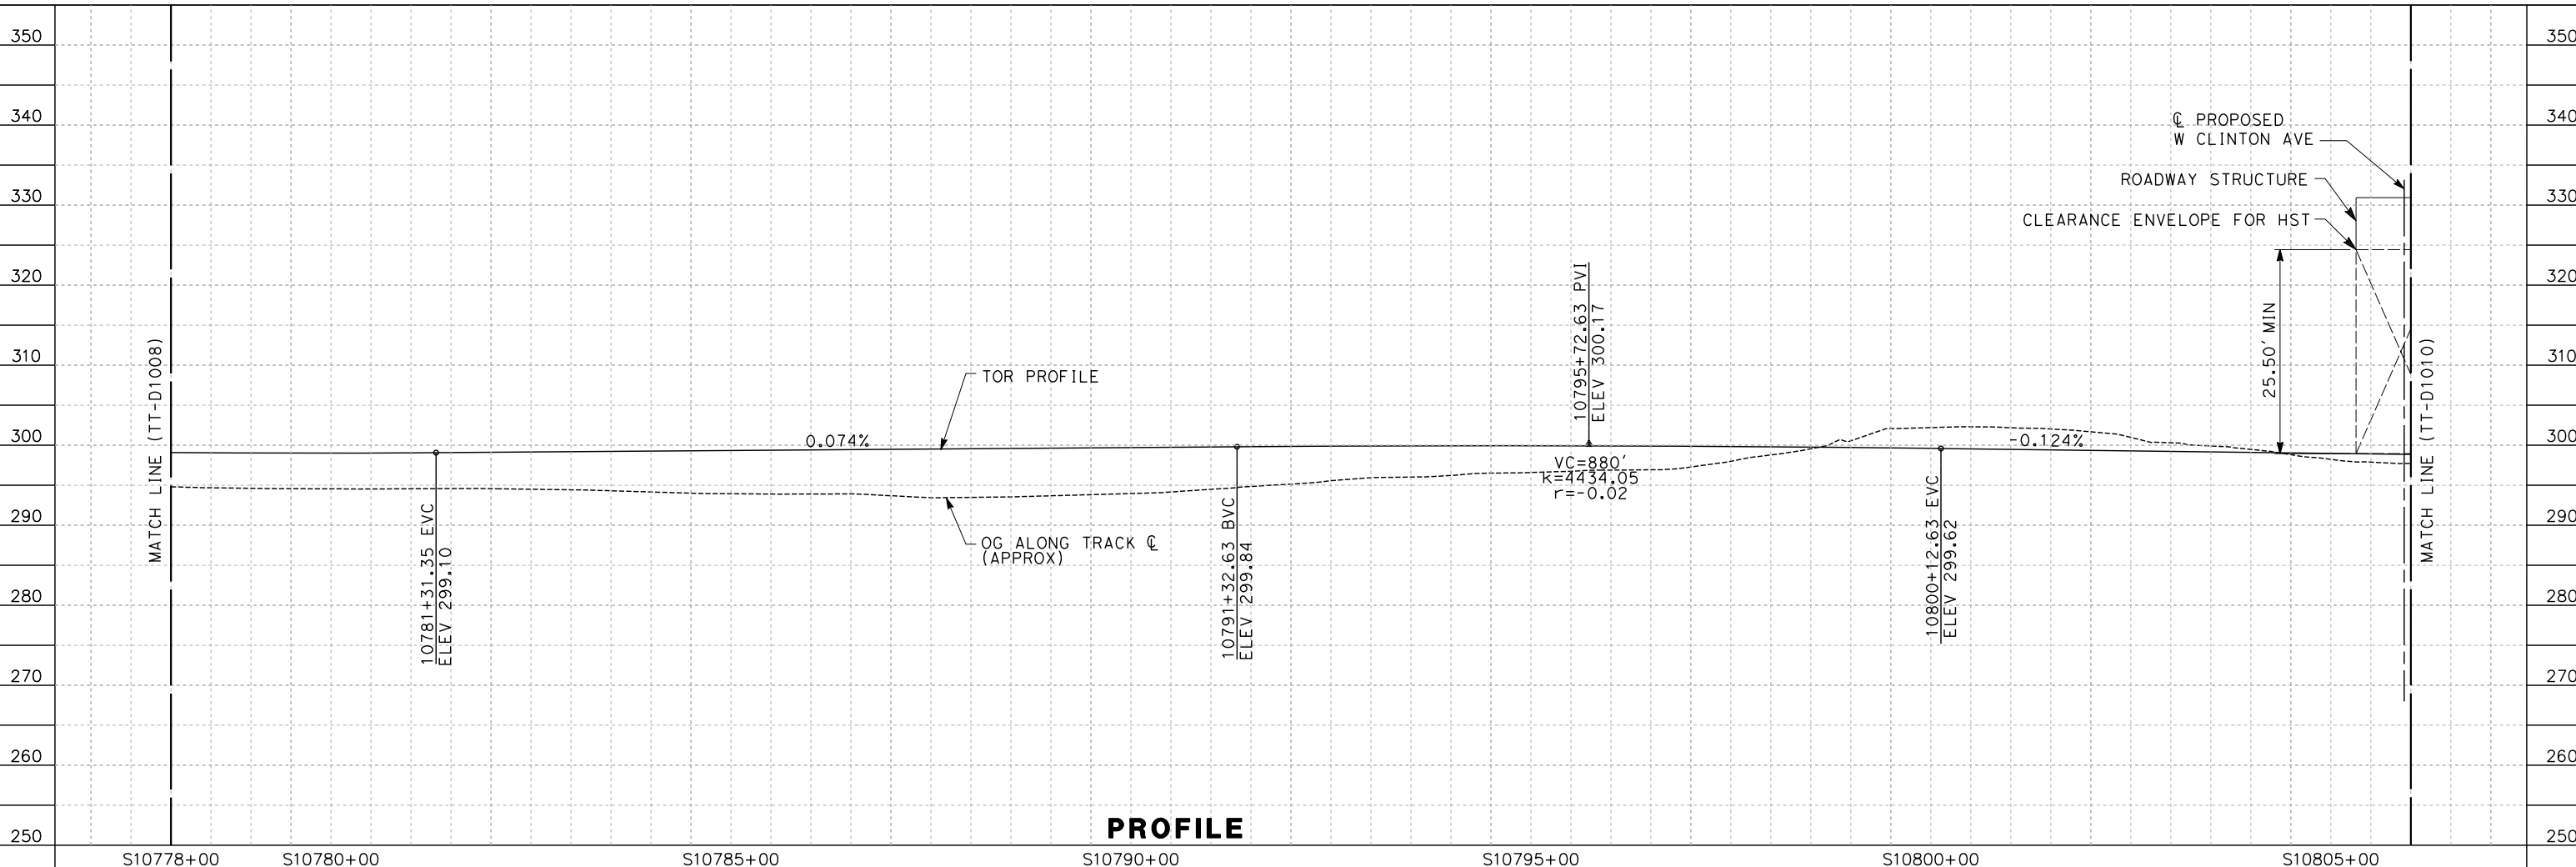 350
340
330
320
310
300
290
280
270
260
250
350
340
330
320
310
300
290
280
270
260
250
MATCH LINE (TT-D1008)
10781+31.35 EVC
ELEV 299.10
0.074%
TOR PROFILE
OG ALONG TRACK ℄
(APPROX)
10791+32.63 BVC
ELEV 299.84
10795+72.63 PVI
ELEV 300.17
VC=880'
k=4434.05
r=-0.02
10800+12.63 EVC
ELEV 299.62
-0.124%
℄ PROPOSED
W CLINTON AVE
ROADWAY STRUCTURE
CLEARANCE ENVELOPE FOR HST
25.50' MIN
MATCH LINE (TT-D1010)
PROFILE
S10778+00
S10780+00
S10785+00
S10790+00
S10795+00
S10800+00
S10805+00